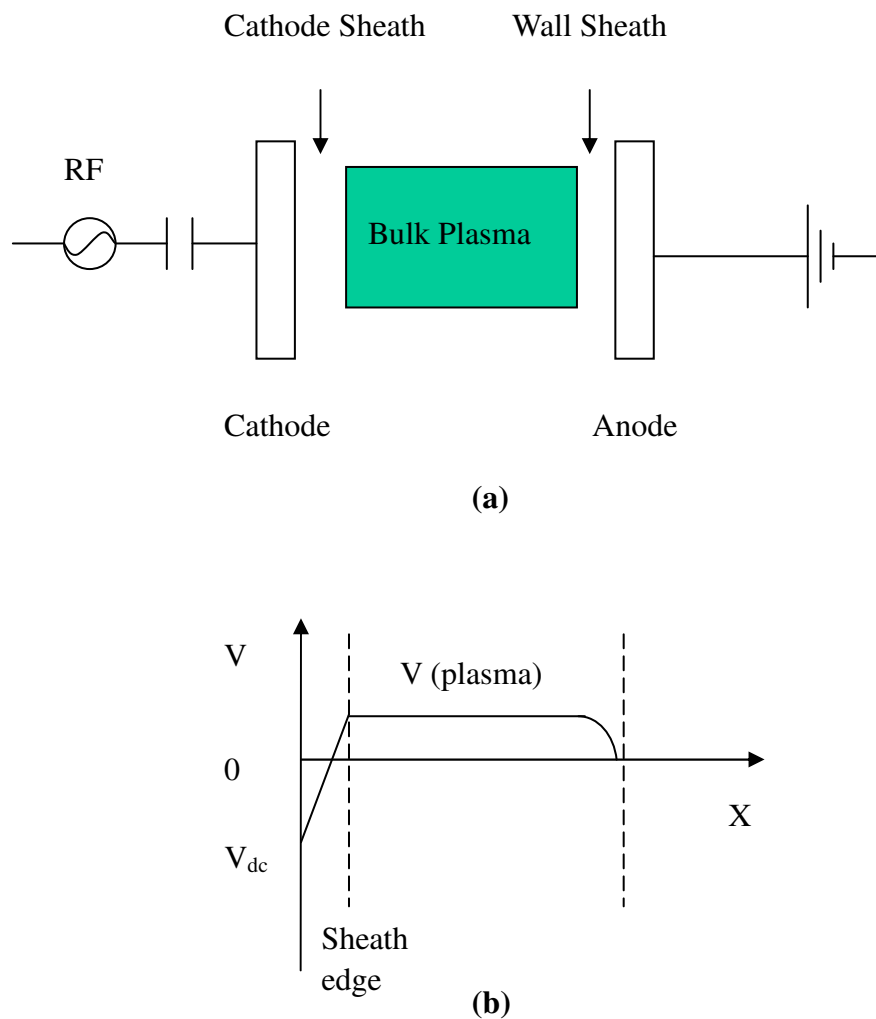 Cathode Sheath Wall Sheath
RF
Bulk Plasma
Cathode Anode
(a)
V
V (plasma)
0
X
Vdc
Sheath
edge
(b)